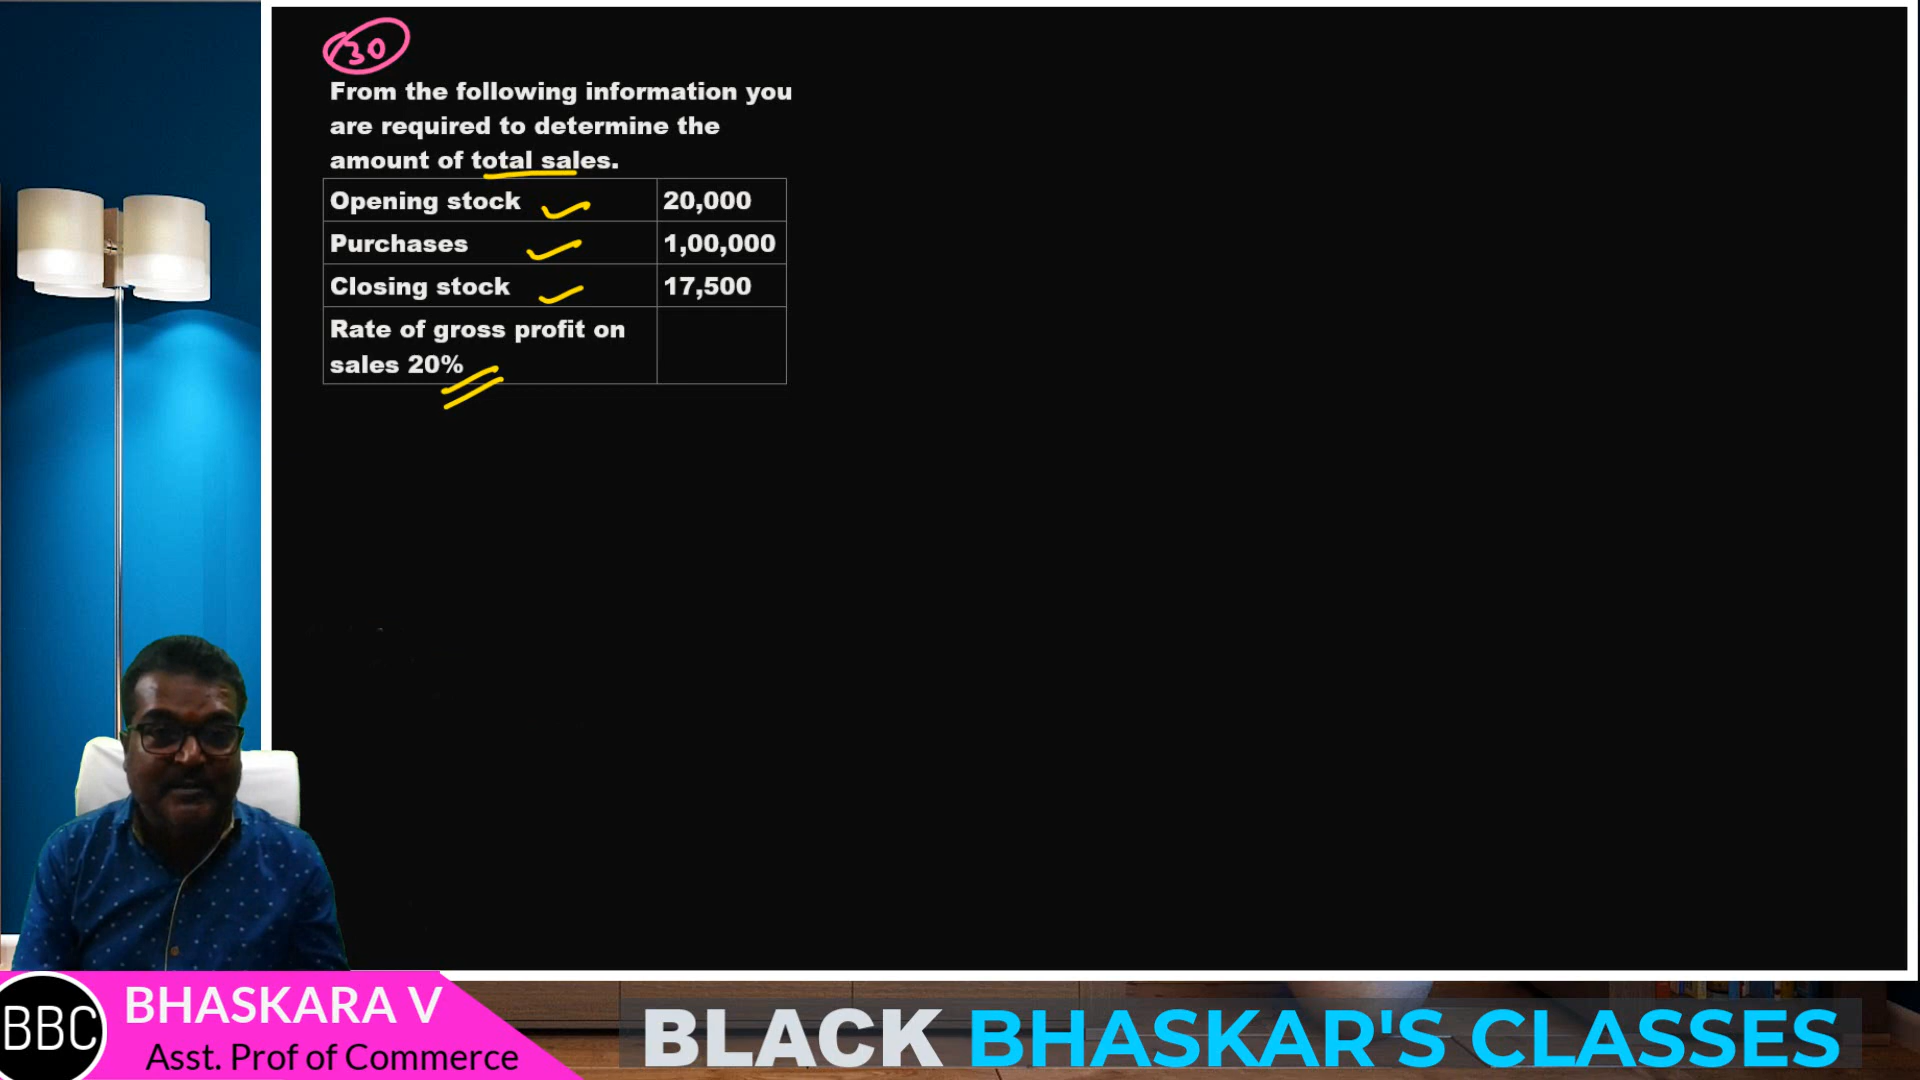 30
From the following information you
are required to determine the
amount of total sales.
Opening stock 20,000
Purchases 1,00,000
Closing stock 17,500
Rate of gross profit on
sales 20%
BBC
BHASKARA V
Asst. Prof of Commerce
BLACK BHASKAR'S CLASSES